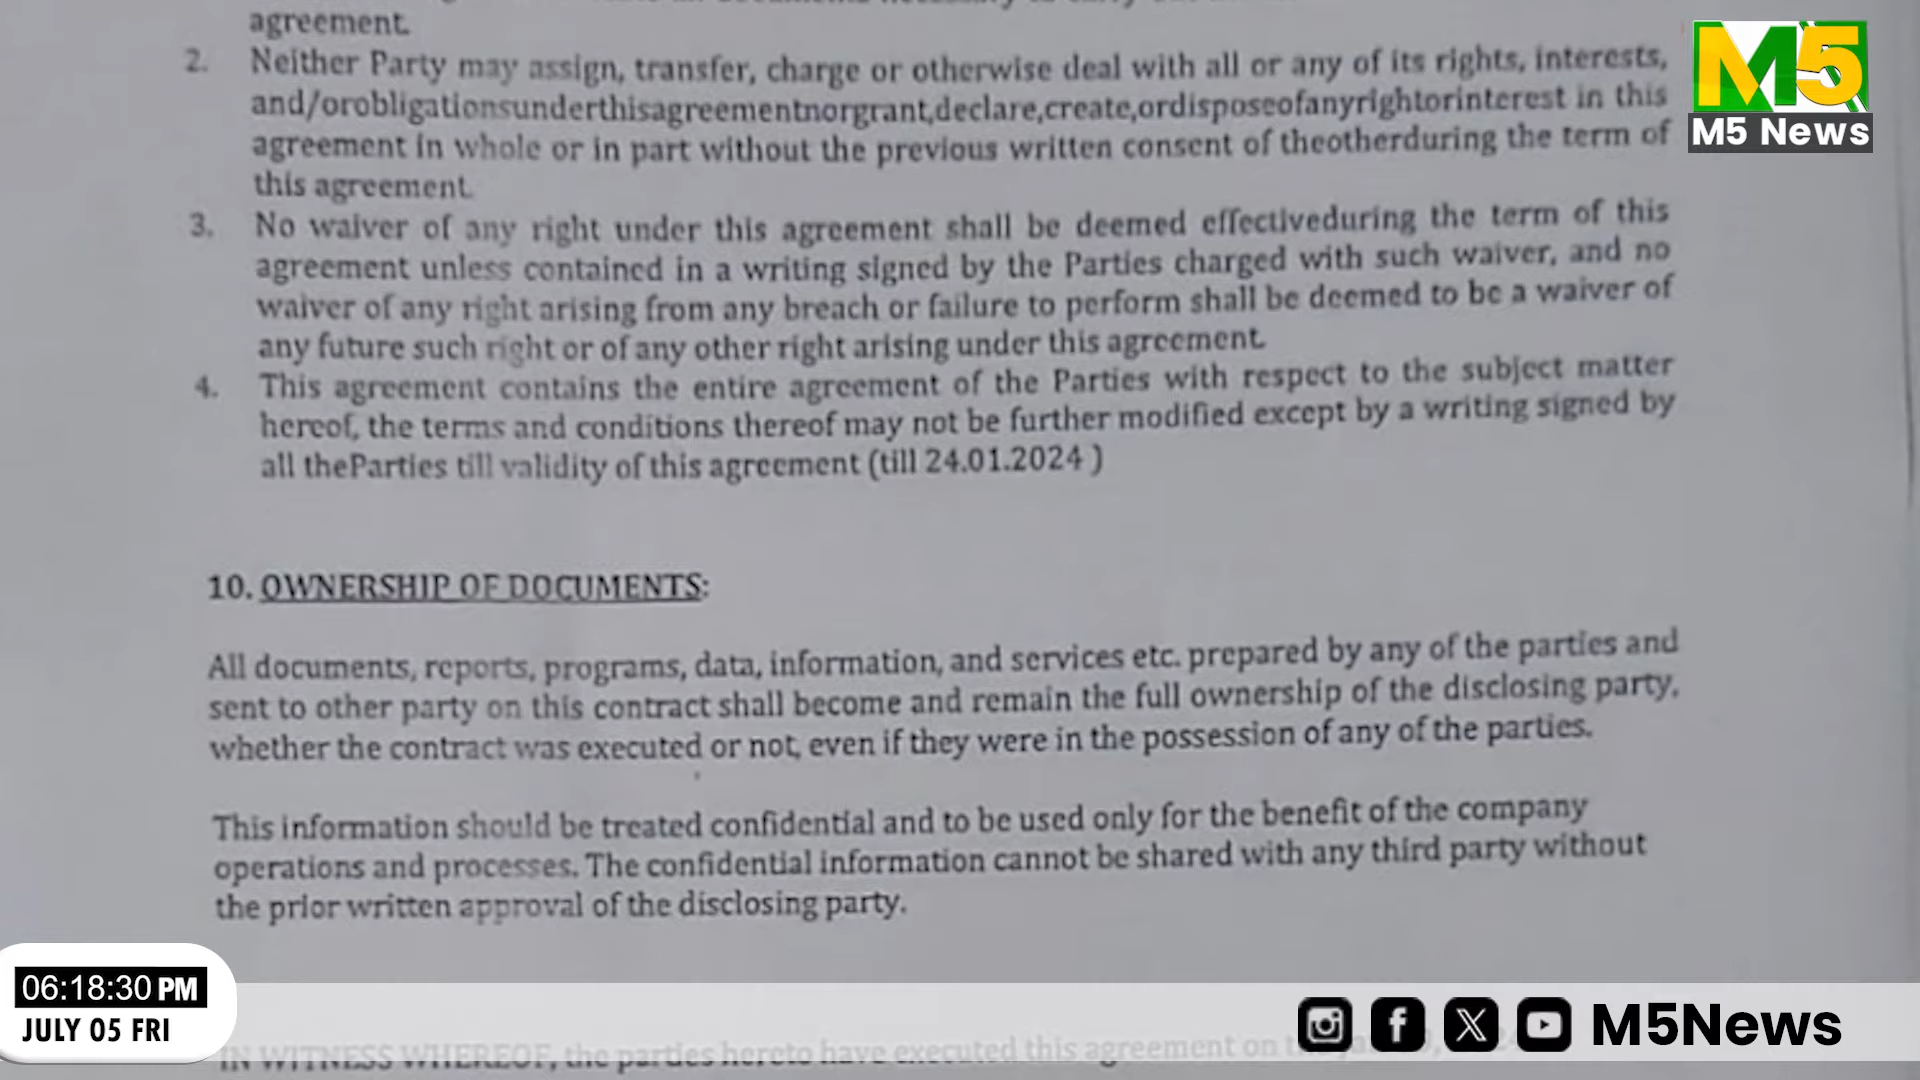 agreement.
2. Neither Party may assign, transfer, charge or otherwise deal with all or any of its rights, interests,
and/orobligationsunderthisagreementnorgrant,declare,create,ordisposeofanyrightorinterest in this
agreement in whole or in part without the previous written consent of theotherduring the term of
this agreement.
3. No waiver of any right under this agreement shall be deemed effectiveduring the term of this
agreement unless contained in a writing signed by the Parties charged with such waiver, and no
waiver of any right arising from any breach or failure to perform shall be deemed to be a waiver of
any future such right or of any other right arising under this agreement.
4. This agreement contains the entire agreement of the Parties with respect to the subject matter
hereof, the terms and conditions thereof may not be further modified except by a writing signed by
all theParties till validity of this agreement (till 24.01.2024 )
10. OWNERSHIP OF DOCUMENTS:
All documents, reports, programs, data, information, and services etc. prepared by any of the parties and
sent to other party on this contract shall become and remain the full ownership of the disclosing party,
whether the contract was executed or not, even if they were in the possession of any of the parties.
This information should be treated confidential and to be used only for the benefit of the company
operations and processes. The confidential information cannot be shared with any third party without
the prior written approval of the disclosing party.
IN WITNESS WHEREOF, the parties hereto have executed this agreement on
M5
M5 News
06:18:30 PM
JULY 05 FRI
M5News